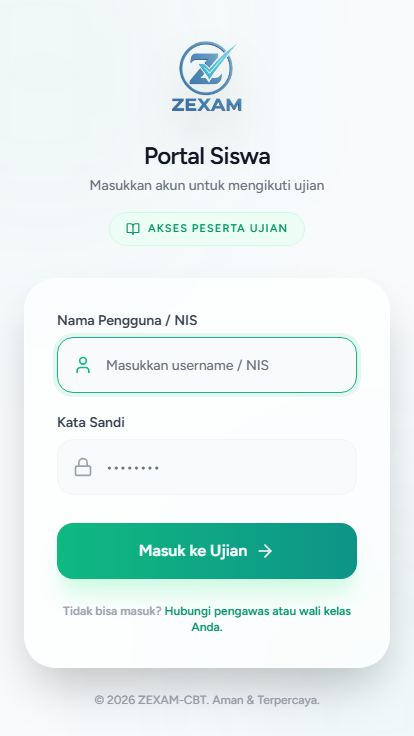 ZEXAM
Portal Siswa
Masukkan akun untuk mengikuti ujian
AKSES PESERTA UJIAN
Nama Pengguna / NIS
Masukkan username / NIS
Kata Sandi
••••••••
Masuk ke Ujian →
Tidak bisa masuk? Hubungi pengawas atau wali kelas
Anda.
© 2026 ZEXAM-CBT. Aman & Terpercaya.